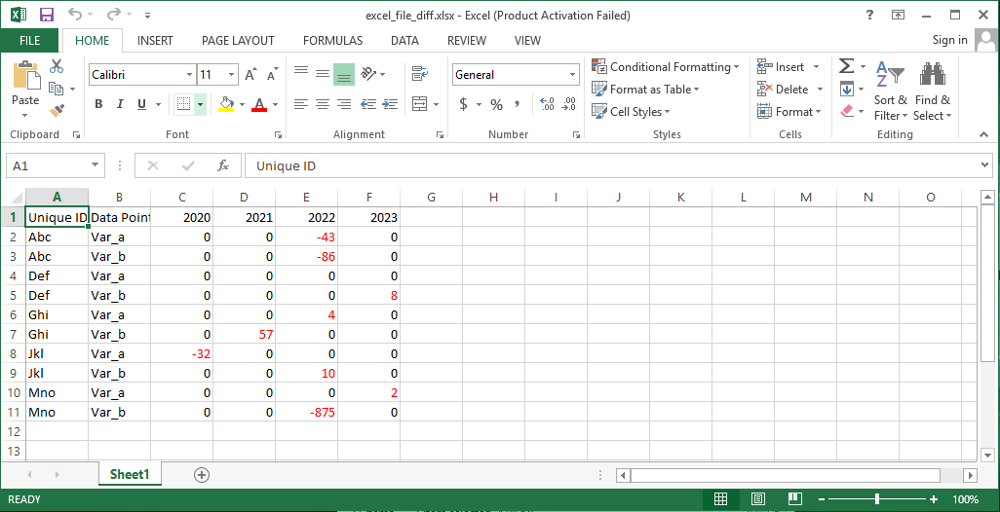 excel_file_diff.xlsx - Excel (Product Activation Failed)
FILE HOME INSERT PAGE LAYOUT FORMULAS DATA REVIEW VIEW Sign in
Paste
Calibri 11
B I U A
General
$ % ,
Conditional Formatting
Format as Table
Cell Styles
Insert
Delete
Format
Sort & Filter
Find & Select
Clipboard Font Alignment Number Styles Cells Editing
A1 fx Unique ID
A B C D E F G H I J K L M N O
1 Unique ID Data Point 2020 2021 2022 2023
2 Abc Var_a 0 0 -43 0
3 Abc Var_b 0 0 -86 0
4 Def Var_a 0 0 0 0
5 Def Var_b 0 0 0 8
6 Ghi Var_a 0 0 4 0
7 Ghi Var_b 0 57 0 0
8 Jkl Var_a -32 0 0 0
9 Jkl Var_b 0 0 10 0
10 Mno Var_a 0 0 0 2
11 Mno Var_b 0 0 -875 0
12
13
Sheet1
READY 100%